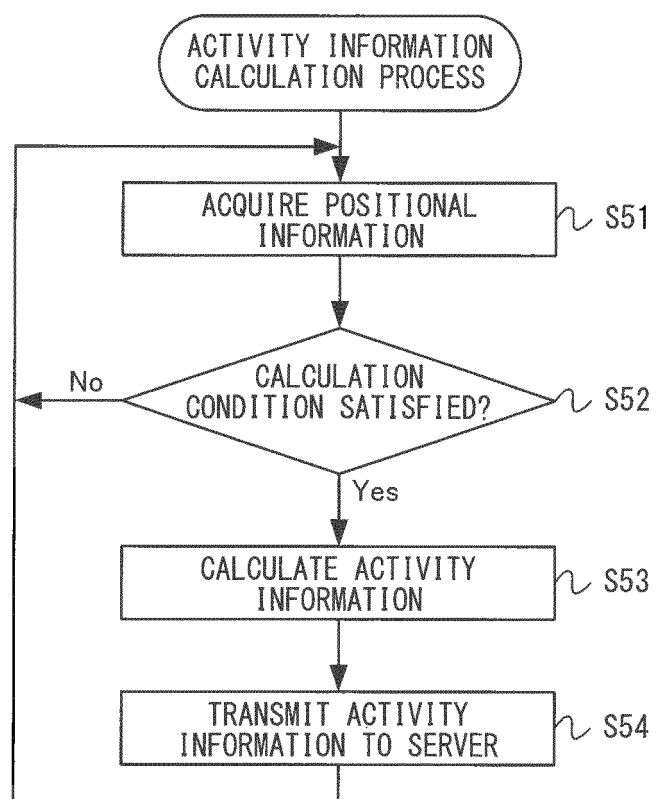 ACTIVITY INFORMATION
CALCULATION PROCESS
ACQUIRE POSITIONAL
INFORMATION
S51
CALCULATION
CONDITION SATISFIED?
S52
No
Yes
CALCULATE ACTIVITY
INFORMATION
S53
TRANSMIT ACTIVITY
INFORMATION TO SERVER
S54